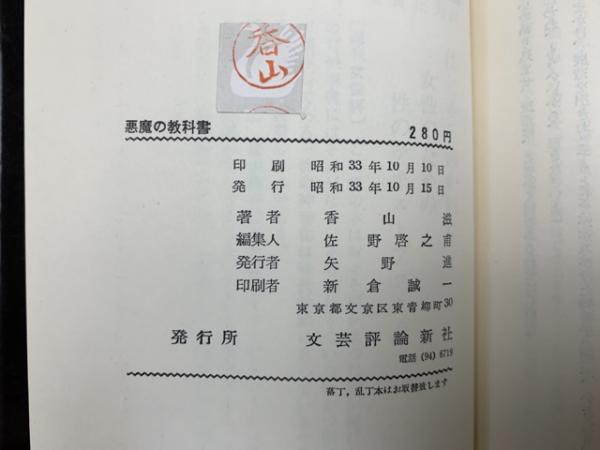 香山
悪魔の教科書 280円
印刷 昭和33年10月10日
発行 昭和33年10月15日
著者 香山滋
編集人 佐野啓之甫
発行者 矢野進
印刷者 新倉誠一
東京都文京区東青柳町30
発行所 文芸評論新社
電話 (94) 6719
落丁,乱丁本はお取替致します